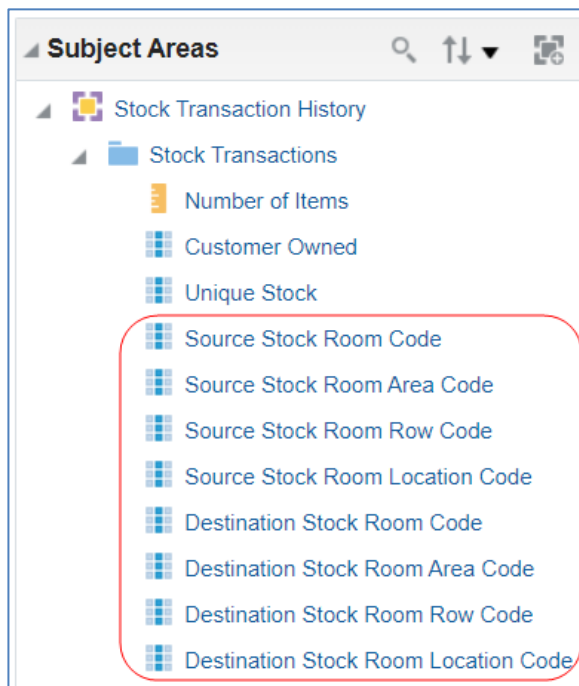 Subject Areas
Stock Transaction History
Stock Transactions
Number of Items
Customer Owned
Unique Stock
Source Stock Room Code
Source Stock Room Area Code
Source Stock Room Row Code
Source Stock Room Location Code
Destination Stock Room Code
Destination Stock Room Area Code
Destination Stock Room Row Code
Destination Stock Room Location Code